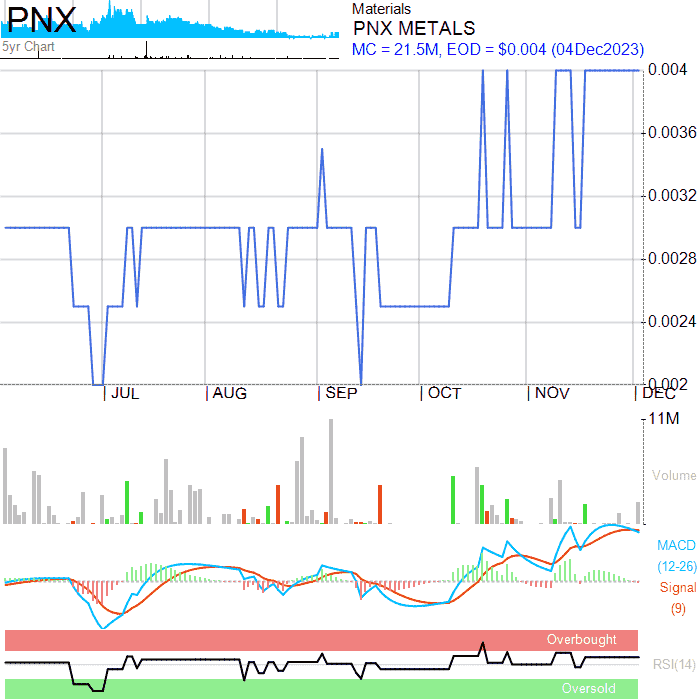 PNX
5yr Chart
Materials
PNX METALS
MC = 21.5M, EOD = $0.004 (04Dec2023)
0.004
0.0036
0.0032
0.0028
0.0024
0.002
JUL AUG SEP OCT NOV DEC
11M
Volume
MACD
(12-26)
Signal
(9)
Overbought
RSI(14)
Oversold